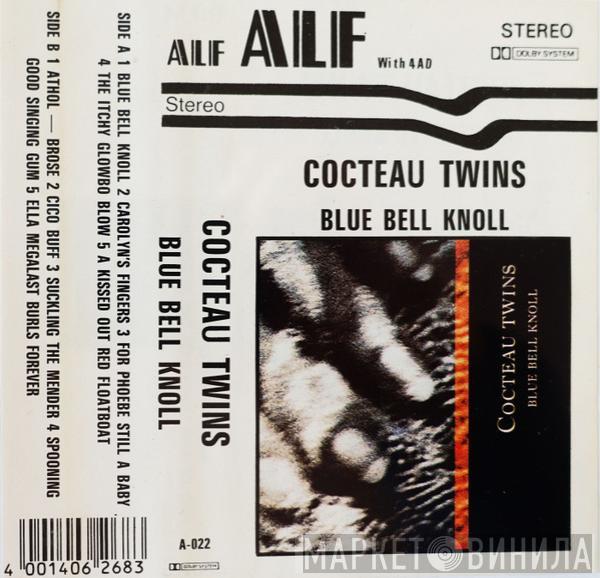 SIDE A 1 BLUE BELL KNOLL 2 CAROLYN'S FINGERS 3 FOR PHOEBE STILL A BABY
4 THE ITCHY GLOWBO BLOW 5 A KISSED OUT RED FLOATBOAT
SIDE B 1 ATHOL — BROSE 2 CICO BUFF 3 SUCKLING THE MENDER 4 SPOONING
GOOD SINGING GUM 5 ELLA MEGALAST BURLS FOREVER
4 001406 2683
ALF
COCTEAU TWINS
BLUE BELL KNOLL
A-022
DOLBY SYSTEM
ALF With 4AD
STEREO
DOLBY SYSTEM
Stereo
COCTEAU TWINS
BLUE BELL KNOLL
COCTEAU TWINS
BLUE BELL KNOLL
МАРКЕТ ВИНИЛА